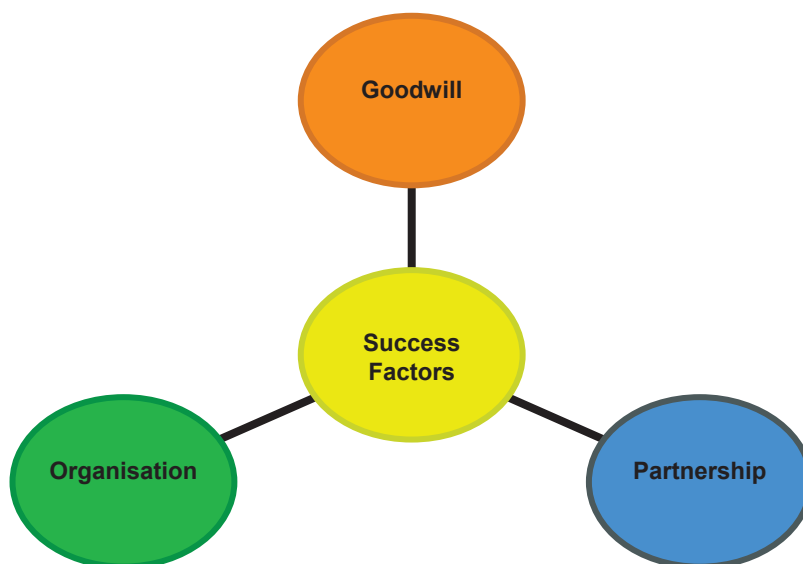 Goodwill
Success
Factors
Organisation
Partnership